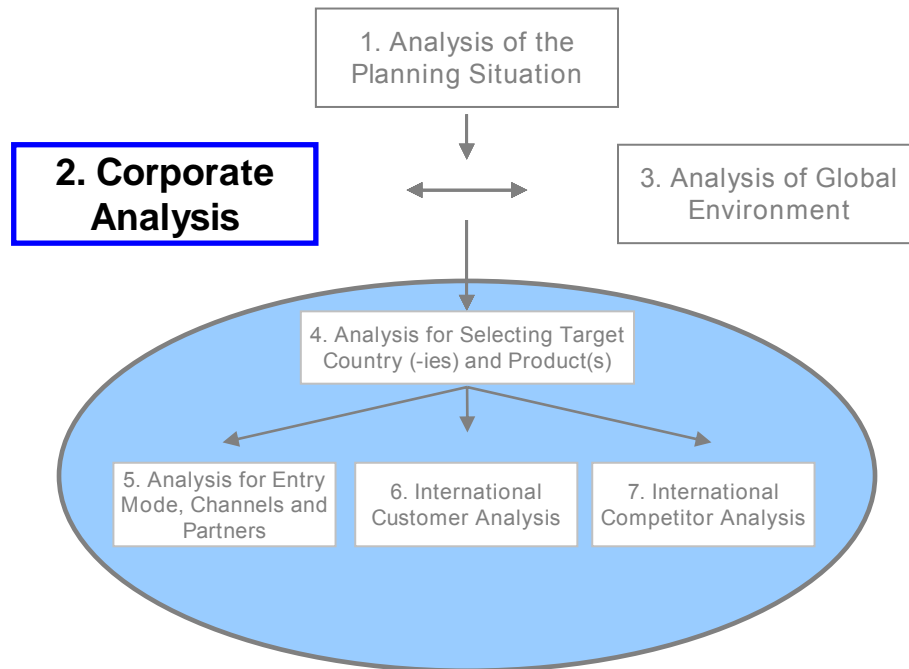 1. Analysis of the
Planning Situation
2. Corporate
Analysis
3. Analysis of Global
Environment
4. Analysis for Selecting Target
Country (-ies) and Product(s)
5. Analysis for Entry
Mode, Channels and
Partners
6. International
Customer Analysis
7. International
Competitor Analysis